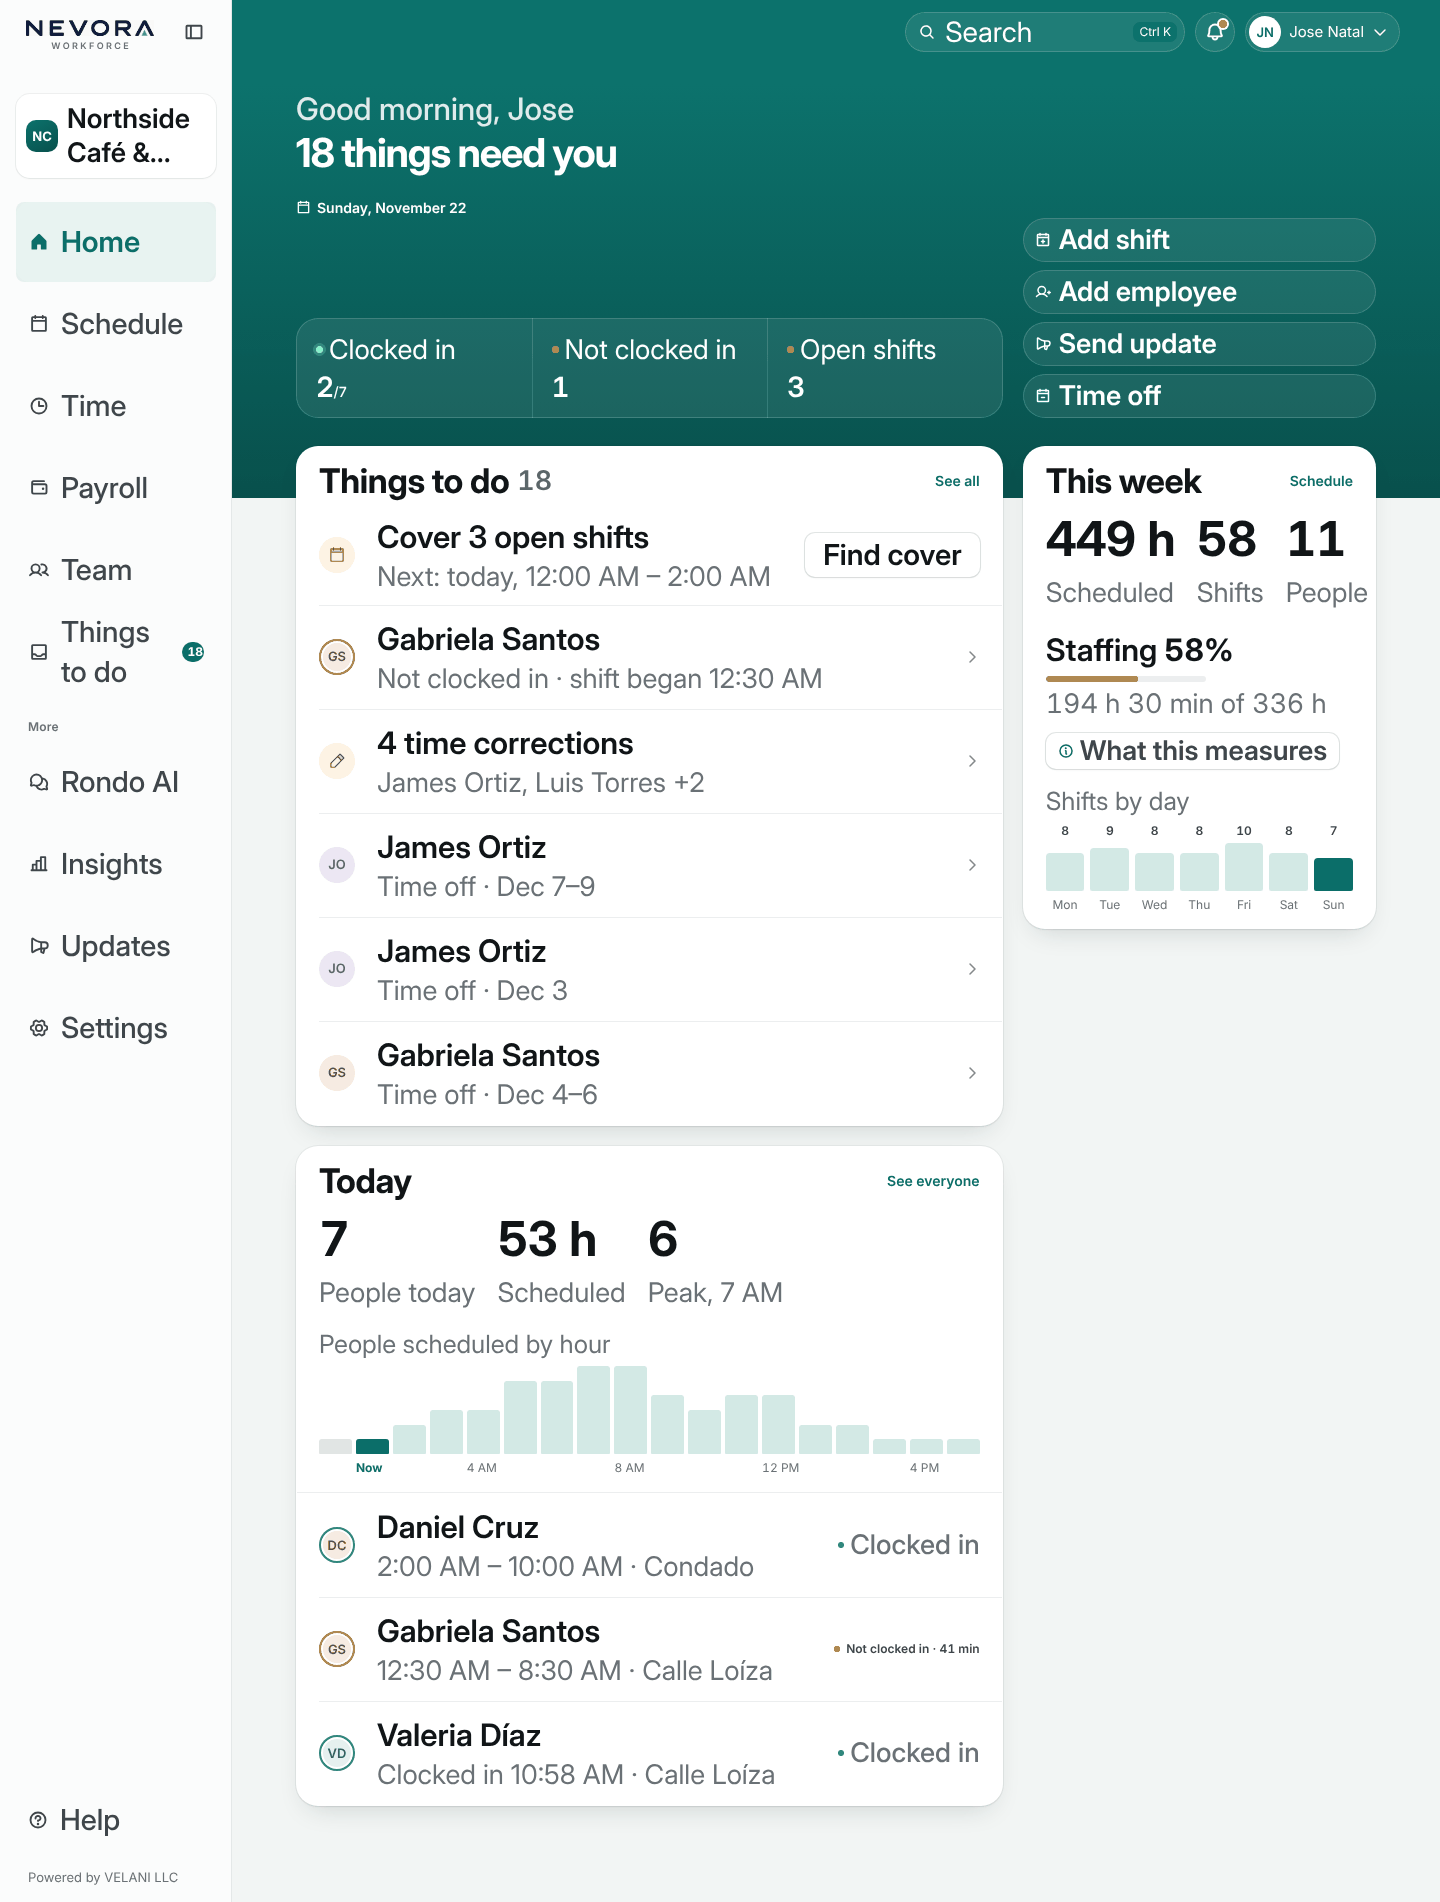 NEVORA
WORKFORCE
Search
Ctrl K
JN
Jose Natal
NC
Northside
Café &...
Home
Schedule
Time
Payroll
Team
Things
to do
18
More
Rondo AI
Insights
Updates
Settings
Help
Powered by VELANI LLC
Good morning, Jose
18 things need you
Sunday, November 22
Clocked in
2/7
Not clocked in
1
Open shifts
3
Add shift
Add employee
Send update
Time off
Things to do 18
See all
Cover 3 open shifts
Next: today, 12:00 AM – 2:00 AM
Find cover
GS
Gabriela Santos
Not clocked in · shift began 12:30 AM
4 time corrections
James Ortiz, Luis Torres +2
JO
James Ortiz
Time off · Dec 7–9
JO
James Ortiz
Time off · Dec 3
GS
Gabriela Santos
Time off · Dec 4–6
This week
Schedule
449 h 58 11
Scheduled Shifts People
Staffing 58%
194 h 30 min of 336 h
What this measures
Shifts by day
8 9 8 8 10 8 7
Mon Tue Wed Thu Fri Sat Sun
Today
See everyone
7 53 h 6
People today Scheduled Peak, 7 AM
People scheduled by hour
Now 4 AM 8 AM 12 PM 4 PM
DC
Daniel Cruz
2:00 AM – 10:00 AM · Condado
Clocked in
GS
Gabriela Santos
12:30 AM – 8:30 AM · Calle Loíza
Not clocked in · 41 min
VD
Valeria Díaz
Clocked in 10:58 AM · Calle Loíza
Clocked in